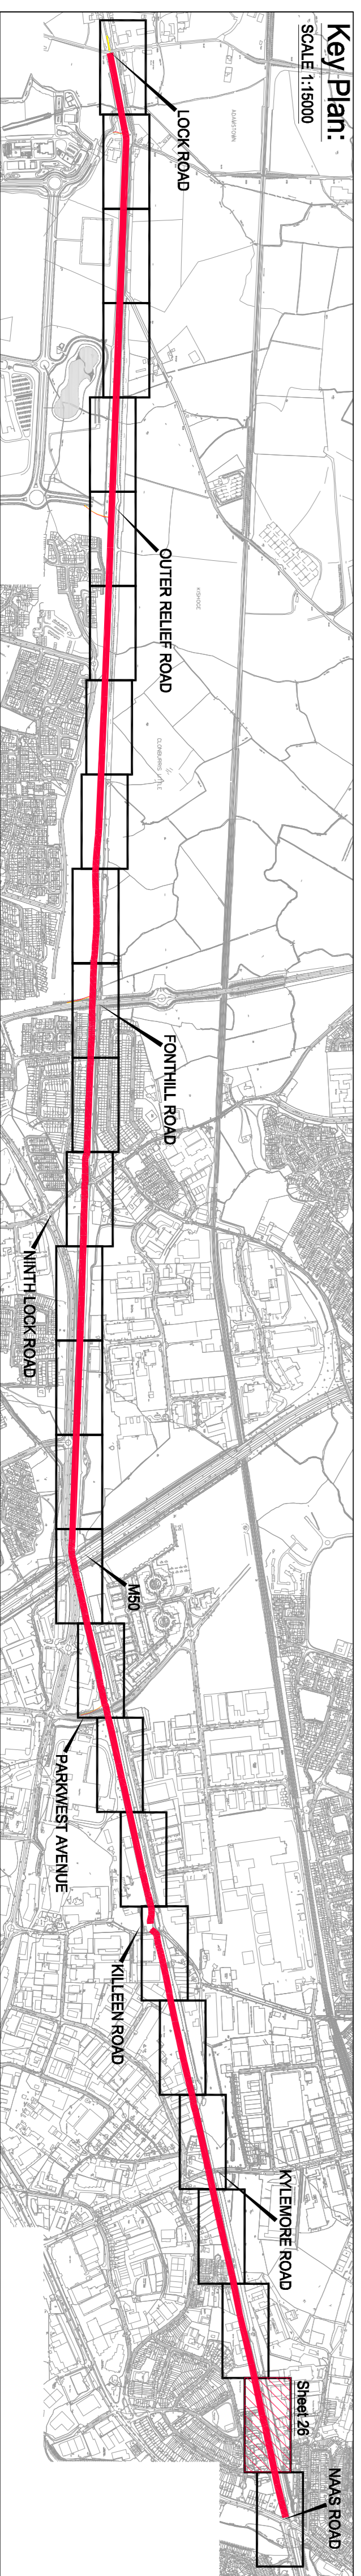 Key Plan:
SCALE 1:15000
LOCK ROAD
ADAMSTOWN
OUTER RELIEF ROAD
KISHOGE
CLONBURRIS LITTLE
FONTHILL ROAD
NINTH LOCK ROAD
M50
PARKWEST AVENUE
KILLEEN ROAD
KYLEMORE ROAD
Sheet 26
NAAS ROAD